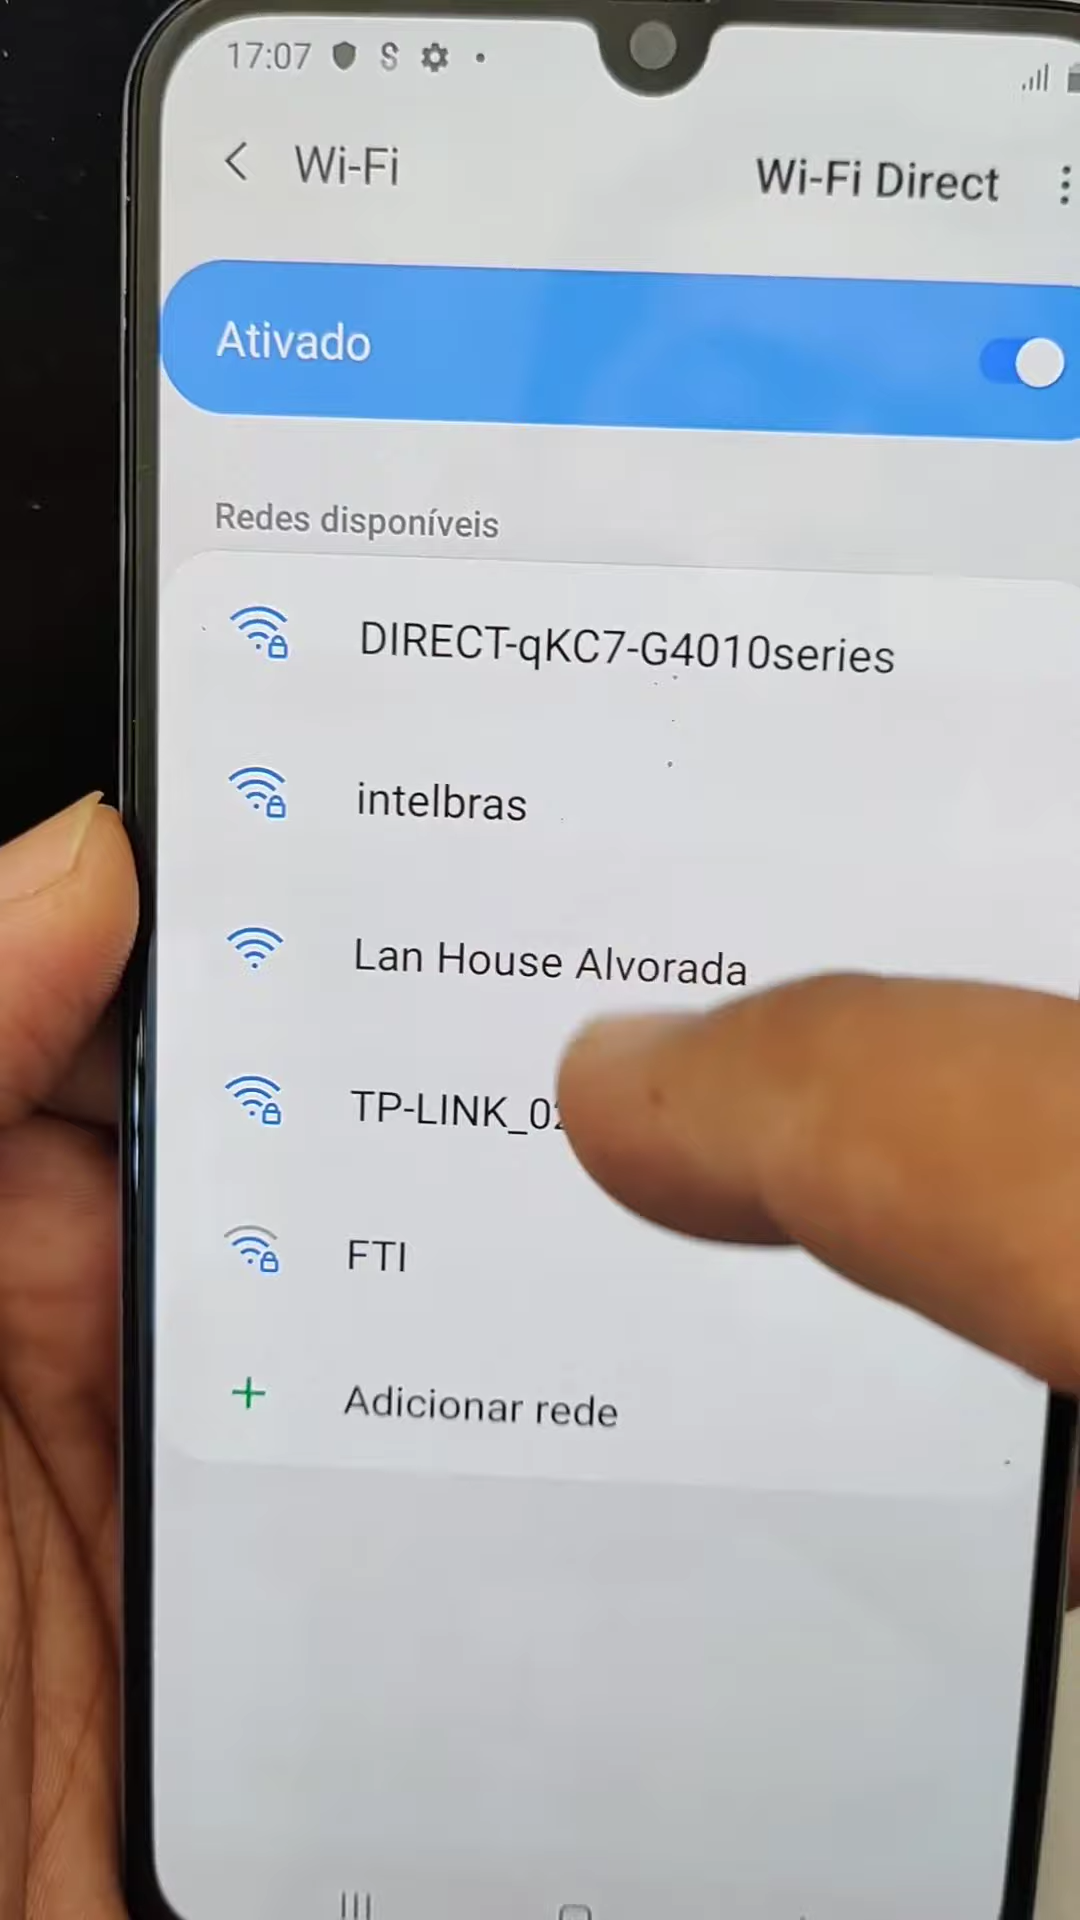 17:07
Wi-Fi
Wi-Fi Direct
Ativado
Redes disponíveis
DIRECT-qKC7-G4010series
intelbras
Lan House Alvorada
TP-LINK_02
FTI
Adicionar rede